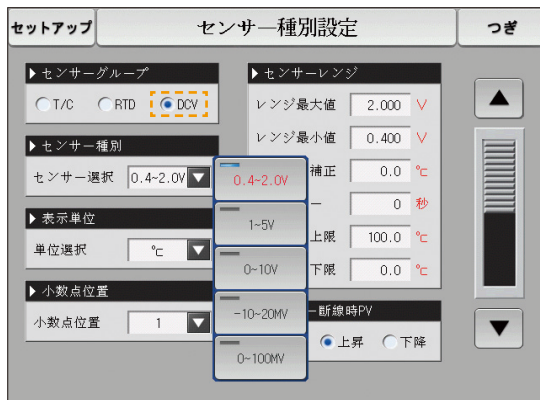 セットアップ
センサー種別設定
つぎ
▶ センサーグループ
T/C
RTD
DCV
▶ センサー種別
センサー選択
0.4~2.0V
▶ 表示単位
単位選択
℃
▶ 小数点位置
小数点位置
1
0.4~2.0V
1~5V
0~10V
-10~20MV
0~100MV
▶ センサーレンジ
レンジ最大値
2.000
V
レンジ最小値
0.400
V
補正
0.0
℃
ー
0
秒
上限
100.0
℃
下限
0.0
℃
ー断線時PV
上昇
下降